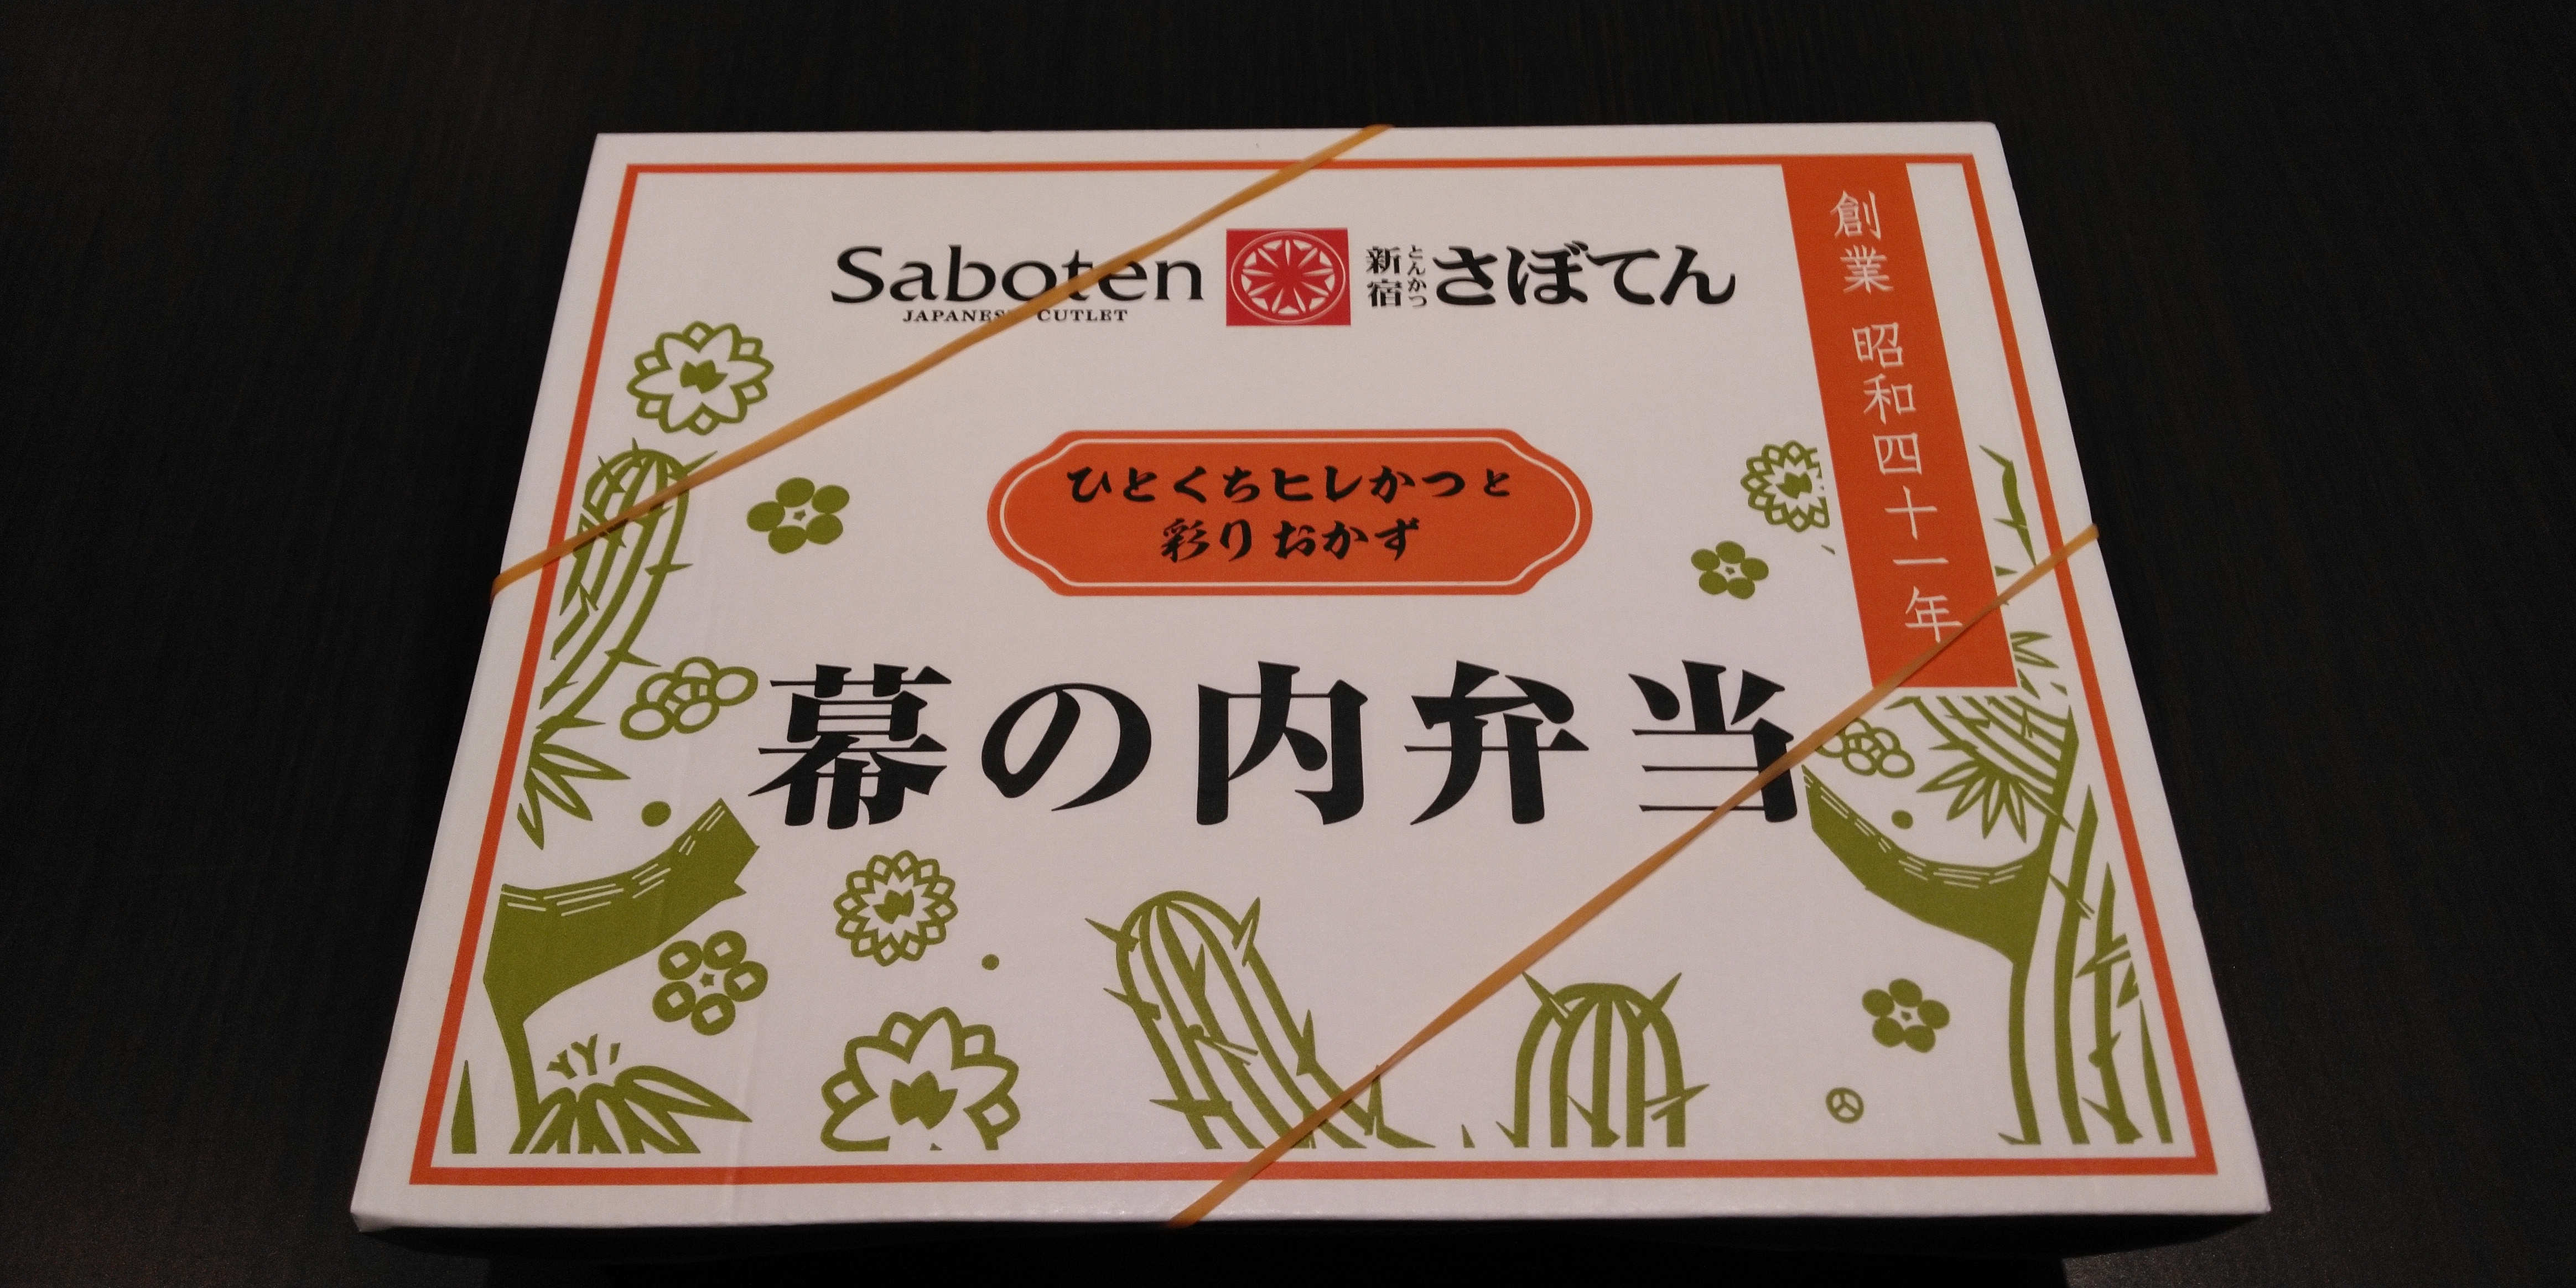 Saboten
JAPANESE CUTLET
新宿
とんかつ
さぼてん
創業 昭和四十一年
ひとくちヒレかつと
彩りおかず
幕の内弁当